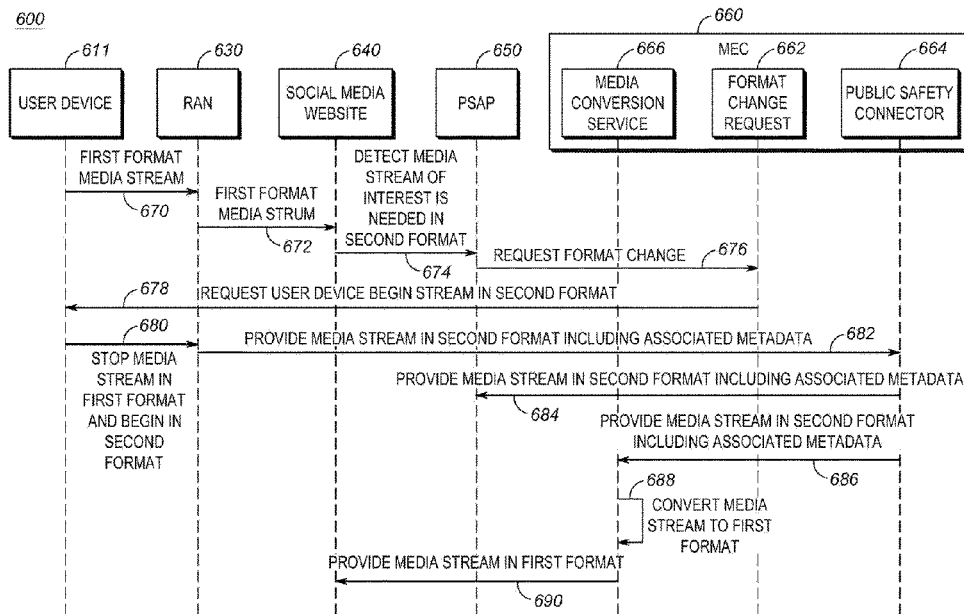 600
660
611
630
640
650
MEC
666
662
664
USER DEVICE
RAN
SOCIAL MEDIA
WEBSITE
PSAP
MEDIA
CONVERSION
SERVICE
FORMAT
CHANGE
REQUEST
PUBLIC SAFETY
CONNECTOR
FIRST FORMAT
MEDIA STREAM
670
FIRST FORMAT
MEDIA STRUM
672
DETECT MEDIA
STREAM OF
INTEREST IS
NEEDED IN
SECOND FORMAT
674
REQUEST FORMAT CHANGE
676
678
REQUEST USER DEVICE BEGIN STREAM IN SECOND FORMAT
680
STOP MEDIA
STREAM IN
FIRST FORMAT
AND BEGIN IN
SECOND
FORMAT
PROVIDE MEDIA STREAM IN SECOND FORMAT INCLUDING ASSOCIATED METADATA
682
PROVIDE MEDIA STREAM IN SECOND FORMAT INCLUDING ASSOCIATED METADATA
684
PROVIDE MEDIA STREAM IN SECOND FORMAT
INCLUDING ASSOCIATED METADATA
686
688
CONVERT MEDIA
STREAM TO FIRST
FORMAT
PROVIDE MEDIA STREAM IN FIRST FORMAT
690